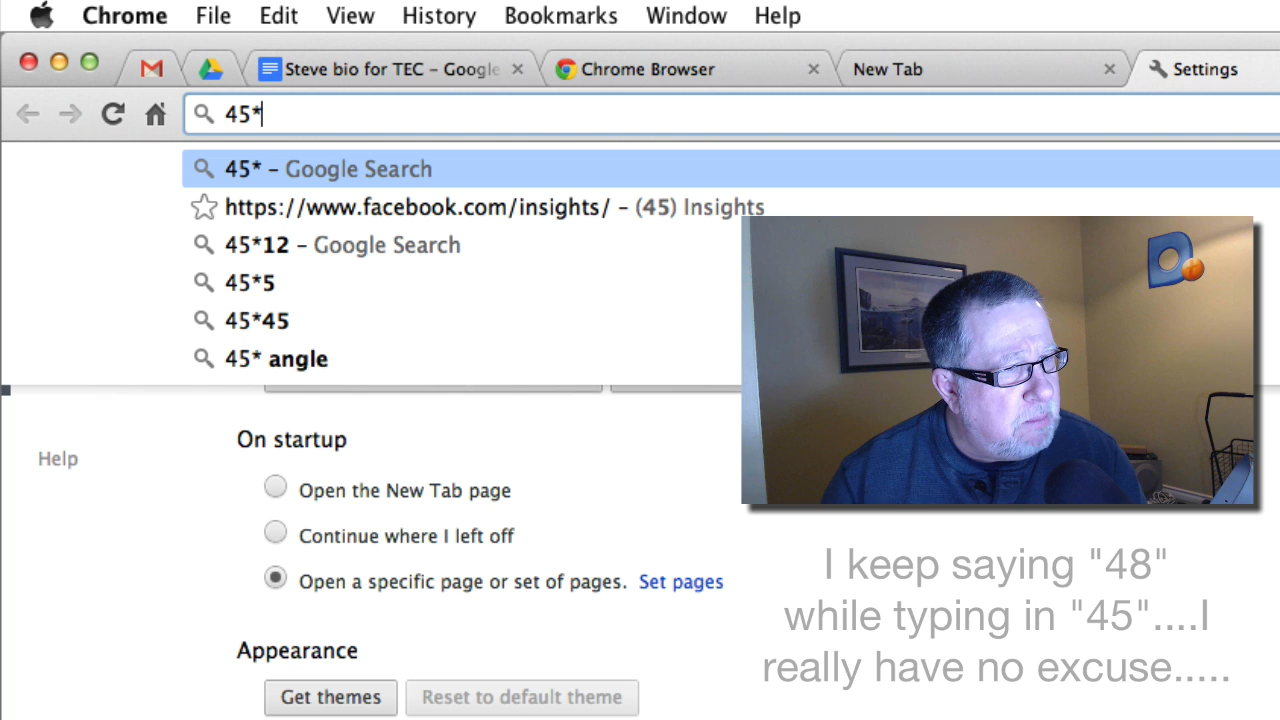 Chrome File Edit View History Bookmarks Window Help
Steve bio for TEC – Google
Chrome Browser
New Tab
Settings
45*
45* – Google Search
https://www.facebook.com/insights/ – (45) Insights
45*12 – Google Search
45*5
45*45
45* angle
Help
On startup
Open the New Tab page
Continue where I left off
Open a specific page or set of pages. Set pages
Appearance
Get themes Reset to default theme
I keep saying "48"
while typing in "45"....I
really have no excuse.....